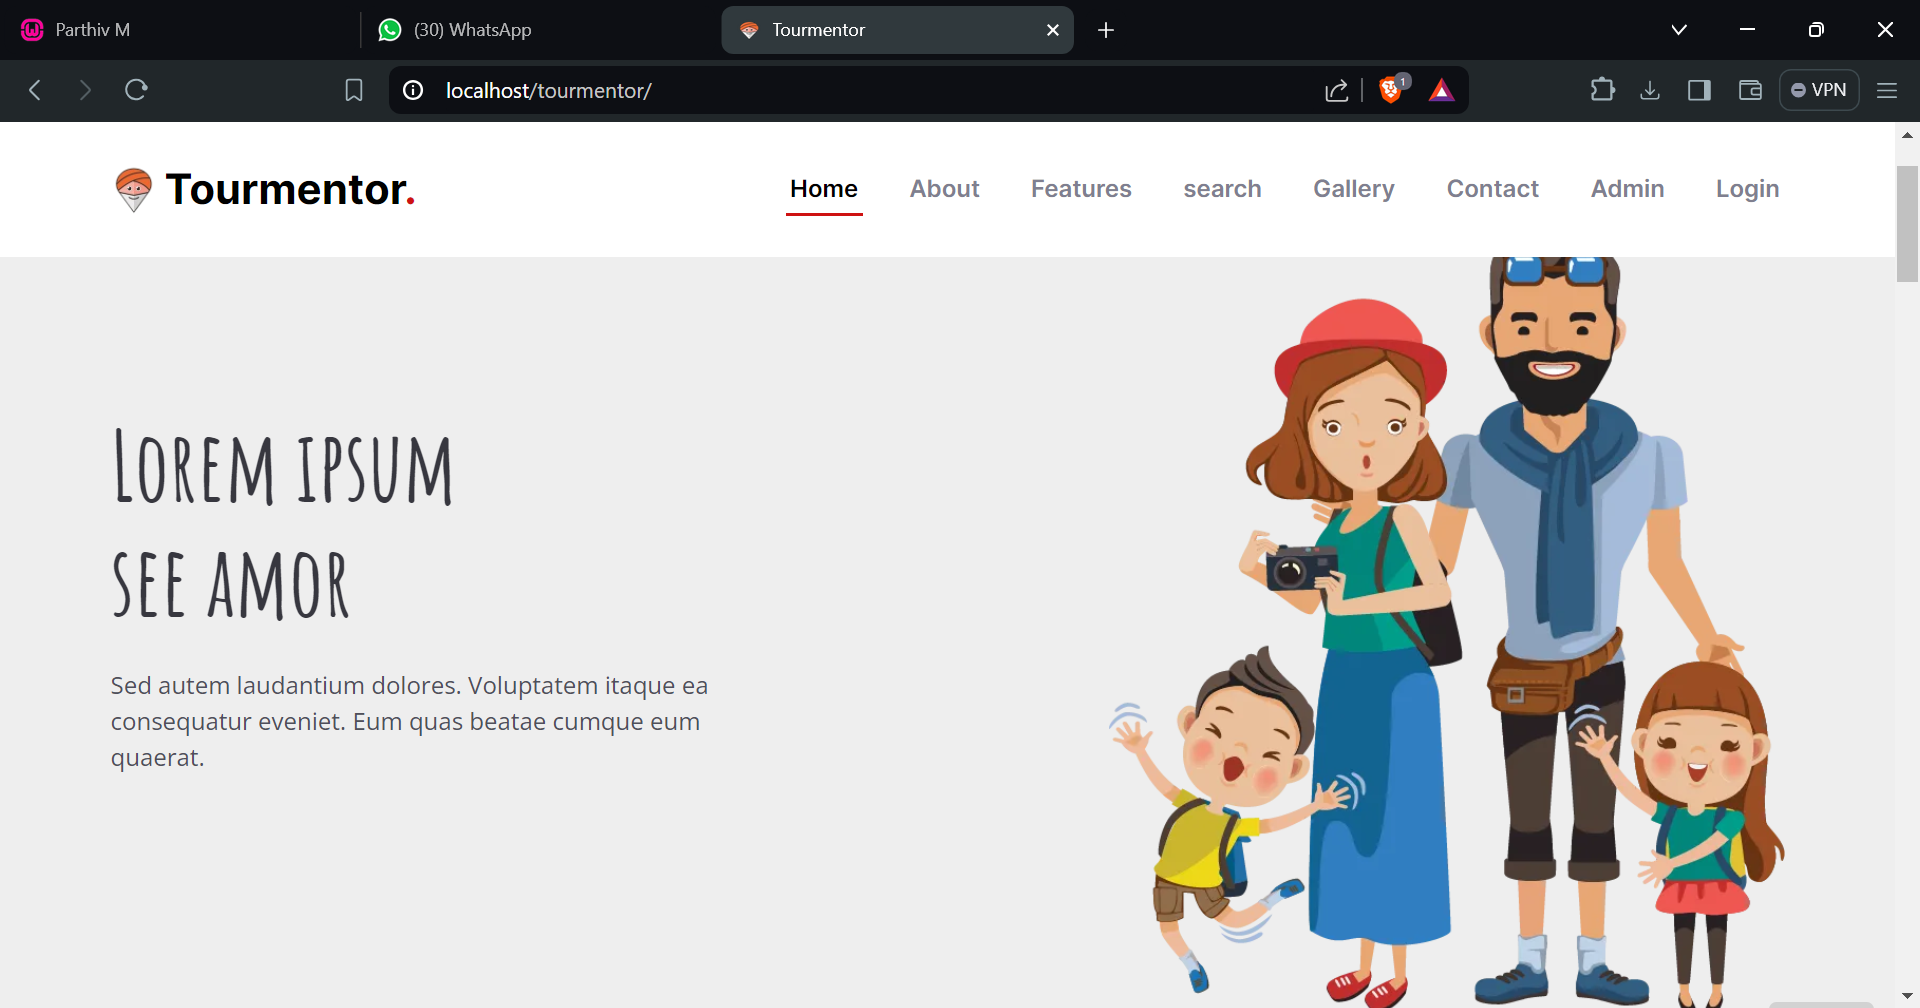 Parthiv M
(30) WhatsApp
Tourmentor
localhost/tourmentor/
1
VPN
Tourmentor.
Home
About
Features
search
Gallery
Contact
Admin
Login
Lorem ipsum
see amor
Sed autem laudantium dolores. Voluptatem itaque ea
consequatur eveniet. Eum quas beatae cumque eum
quaerat.